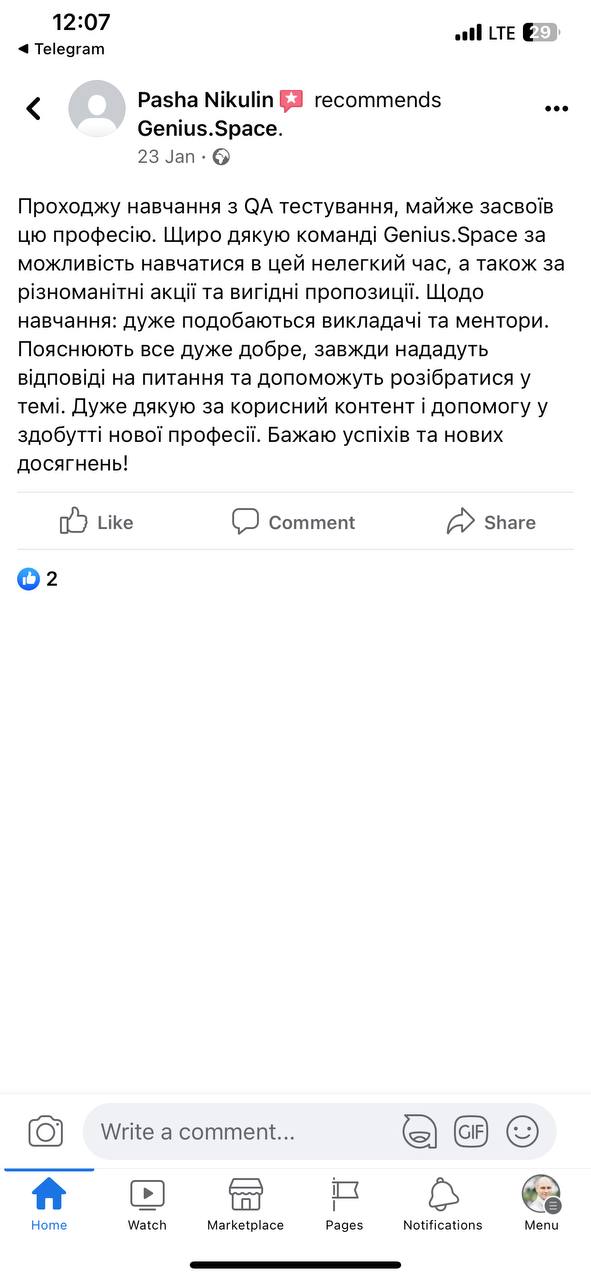 12:07
LTE 29
◀ Telegram
Pasha Nikulin recommends
Genius.Space.
23 Jan ·
Проходжу навчання з QA тестування, майже засвоїв
цю професію. Щиро дякую команді Genius.Space за
можливість навчатися в цей нелегкий час, а також за
різноманітні акції та вигідні пропозиції. Щодо
навчання: дуже подобаються викладачі та ментори.
Пояснюють все дуже добре, завжди нададуть
відповіді на питання та допоможуть розібратися у
темі. Дуже дякую за корисний контент і допомогу у
здобутті нової професії. Бажаю успіхів та нових
досягнень!
Like Comment Share
2
Write a comment... GIF
Home Watch Marketplace Pages Notifications Menu